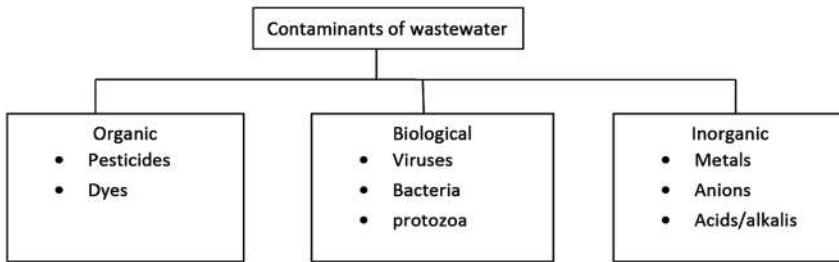 Contaminants of wastewater
Organic
• Pesticides
• Dyes
Biological
• Viruses
• Bacteria
• protozoa
Inorganic
• Metals
• Anions
• Acids/alkalis